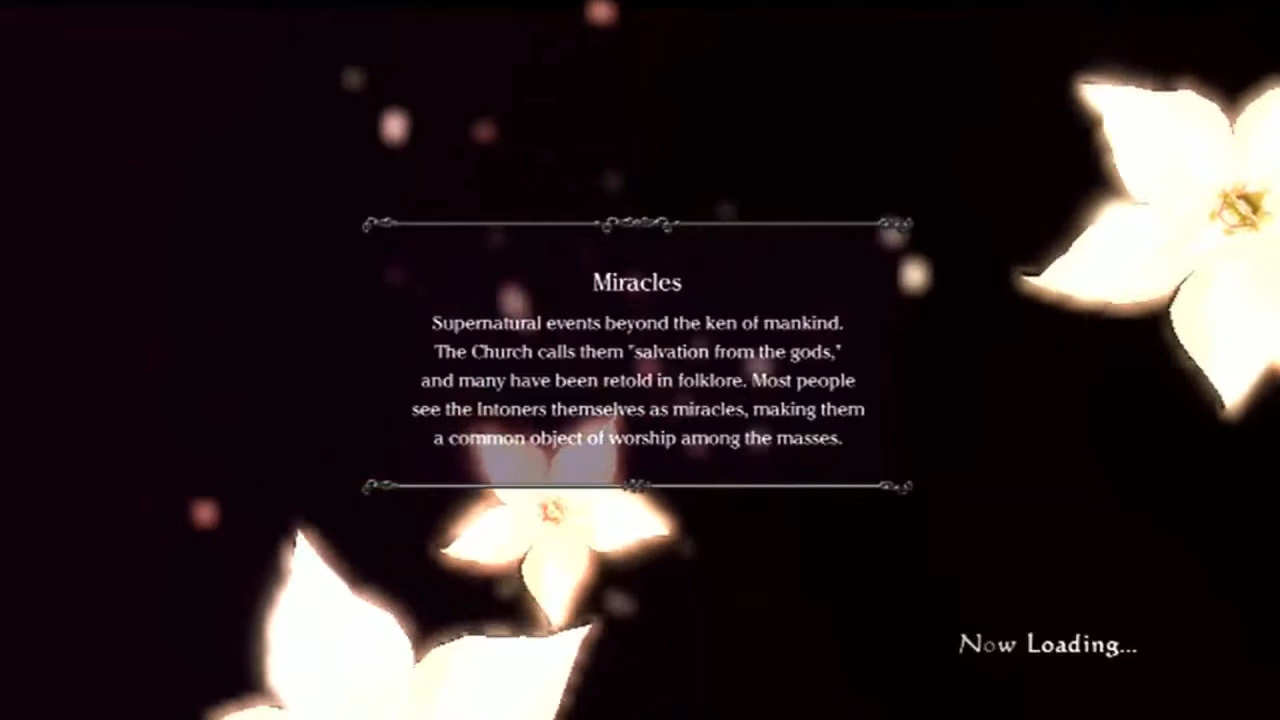 Miracles
Supernatural events beyond the ken of mankind.
The Church calls them "salvation from the gods,"
and many have been retold in folklore. Most people
see the Intoners themselves as miracles, making them
a common object of worship among the masses.
Now Loading...